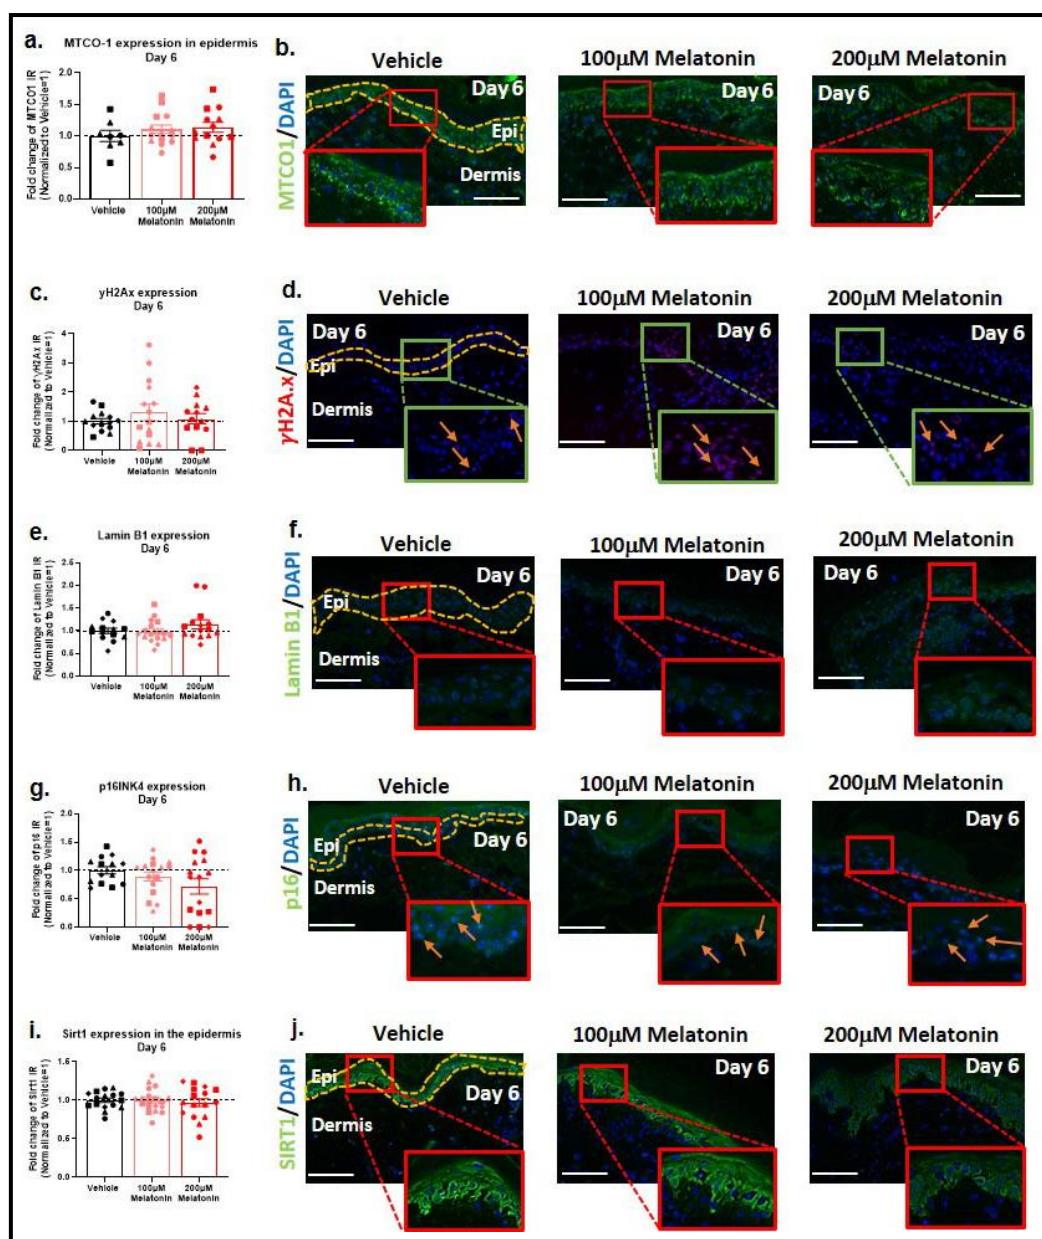 a.
MTCO-1 expression in epidermis
Day 6
Fold change of MTCO1 IR
(Normalized to Vehicle=1)
2.0
1.5
1.0
0.5
0.0
Vehicle
100µM
Melatonin
200µM
Melatonin
b.
Vehicle
100µM Melatonin
200µM Melatonin
MTCO1/DAPI
Day 6
Epi
Dermis
Day 6
Day 6
c.
γH2Ax expression
Day 6
Fold change of γH2Ax IR
(Normalized to Vehicle=1)
4
3
2
1
0
Vehicle
100µM
Melatonin
200µM
Melatonin
d.
Vehicle
100µM Melatonin
200µM Melatonin
γH2A.x/DAPI
Day 6
Epi
Dermis
Day 6
Day 6
e.
Lamin B1 expression
Day 6
Fold change of Lamin B1 IR
(Normalized to Vehicle=1)
2.5
2.0
1.5
1.0
0.5
0.0
Vehicle
100µM
Melatonin
200µM
Melatonin
f.
Vehicle
100µM Melatonin
200µM Melatonin
Lamin B1/DAPI
Day 6
Epi
Dermis
Day 6
Day 6
g.
p16INK4 expression
Day 6
Fold change of p16 IR
(Normalized to Vehicle=1)
2.0
1.5
1.0
0.5
0.0
Vehicle
100µM
Melatonin
200µM
Melatonin
h.
Vehicle
100µM Melatonin
200µM Melatonin
p16/DAPI
Epi
Day 6
Dermis
Day 6
Day 6
i.
Sirt1 expression in the epidermis
Day 6
Fold change of Sirt1 IR
(Normalized to Vehicle=1)
1.5
1.0
0.5
0.0
Vehicle
100µM
Melatonin
200µM
Melatonin
j.
Vehicle
100µM Melatonin
200µM Melatonin
SIRT1/DAPI
Epi
Day 6
Dermis
Day 6
Day 6